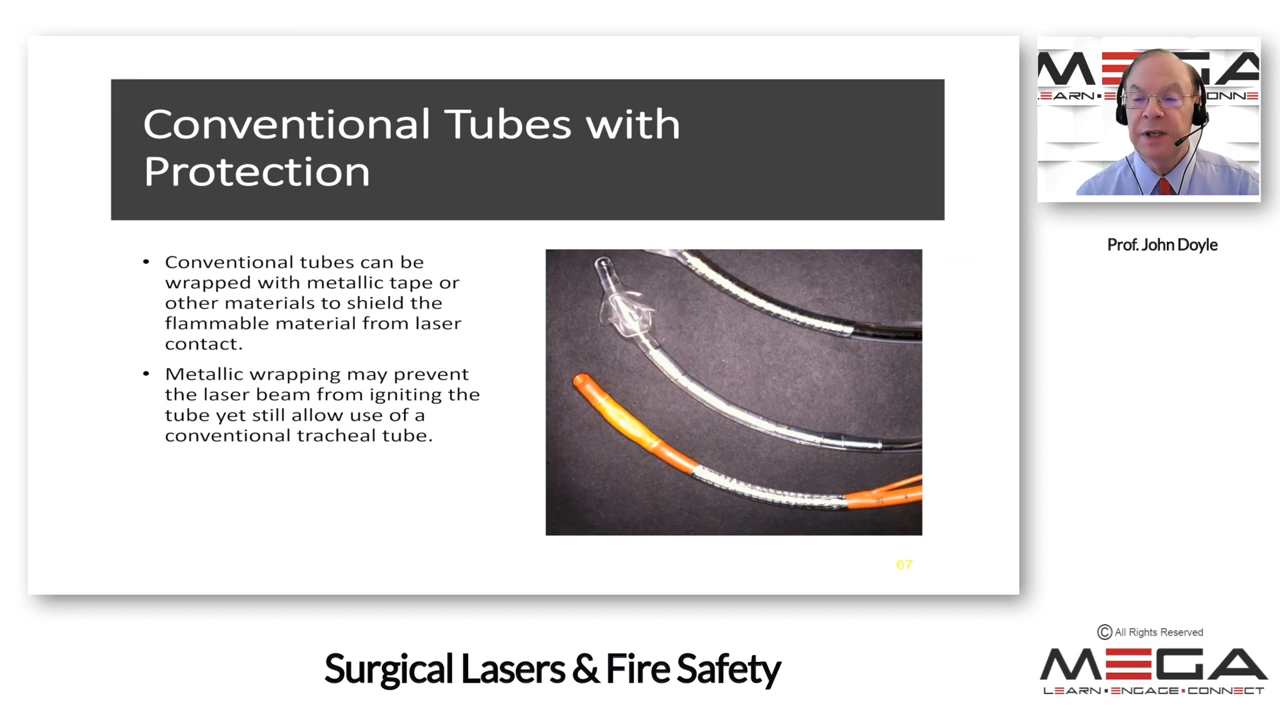 Conventional Tubes with
Protection
• Conventional tubes can be
wrapped with metallic tape or
other materials to shield the
flammable material from laser
contact.
• Metallic wrapping may prevent
the laser beam from igniting the
tube yet still allow use of a
conventional tracheal tube.
67
MEGA
LEARN CONNE
Prof. John Doyle
Surgical Lasers & Fire Safety
© All Rights Reserved
MEGA
LEARN • ENGAGE • CONNECT